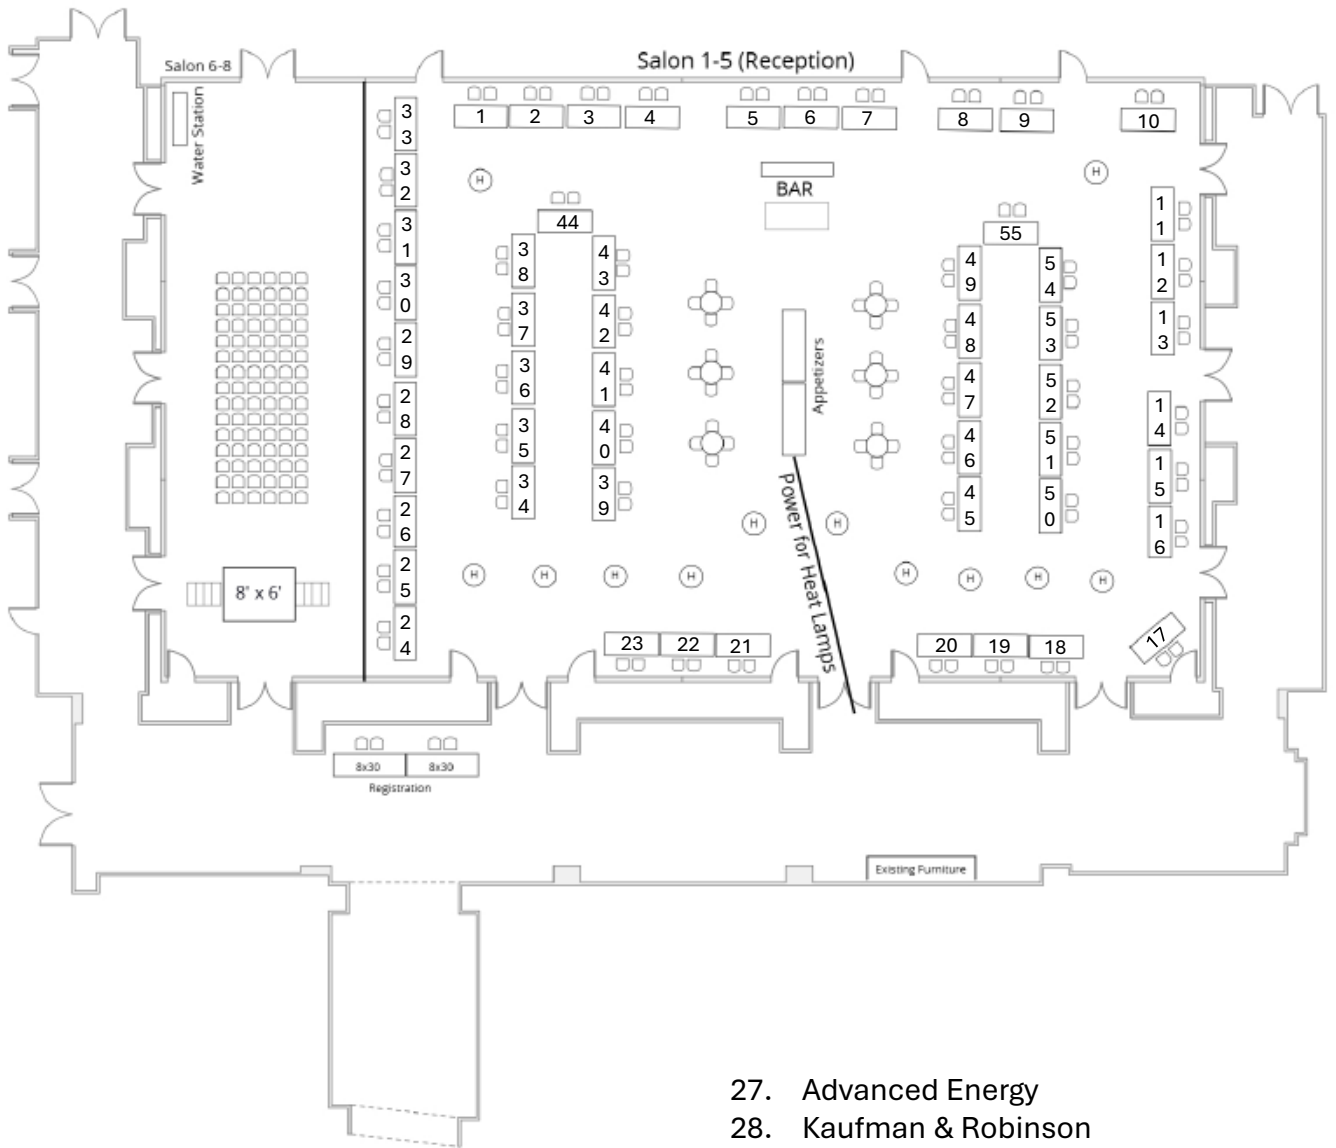 Salon 6-8
Salon 1-5 (Reception)
Water Station
33
32
31
30
29
28
27
26
25
24
1 2 3 4 5 6 7 8 9 10
H
H
BAR
44
38
37
36
35
34
43
42
41
40
39
Appetizers
55
49
48
47
46
45
54
53
52
51
50
11
12
13
14
15
16
Power for Heat Lamps
H H
H H H H H H H H
8' x 6'
23 22 21
20 19 18
17
8x30 8x30
Registration
Existing Furniture
27. Advanced Energy
28. Kaufman & Robinson